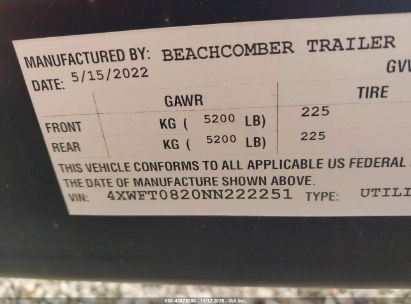 MANUFACTURED BY: BEACHCOMBER TRAILER
DATE: 5/15/2022
GVV
GAWR TIRE
FRONT KG ( 5200 LB) 225
REAR KG ( 5200 LB) 225
THIS VEHICLE CONFORMS TO ALL APPLICABLE US FEDERAL
THE DATE OF MANUFACTURE SHOWN ABOVE.
VIN: 4XWFT0820NN222251 TYPE: UTILI